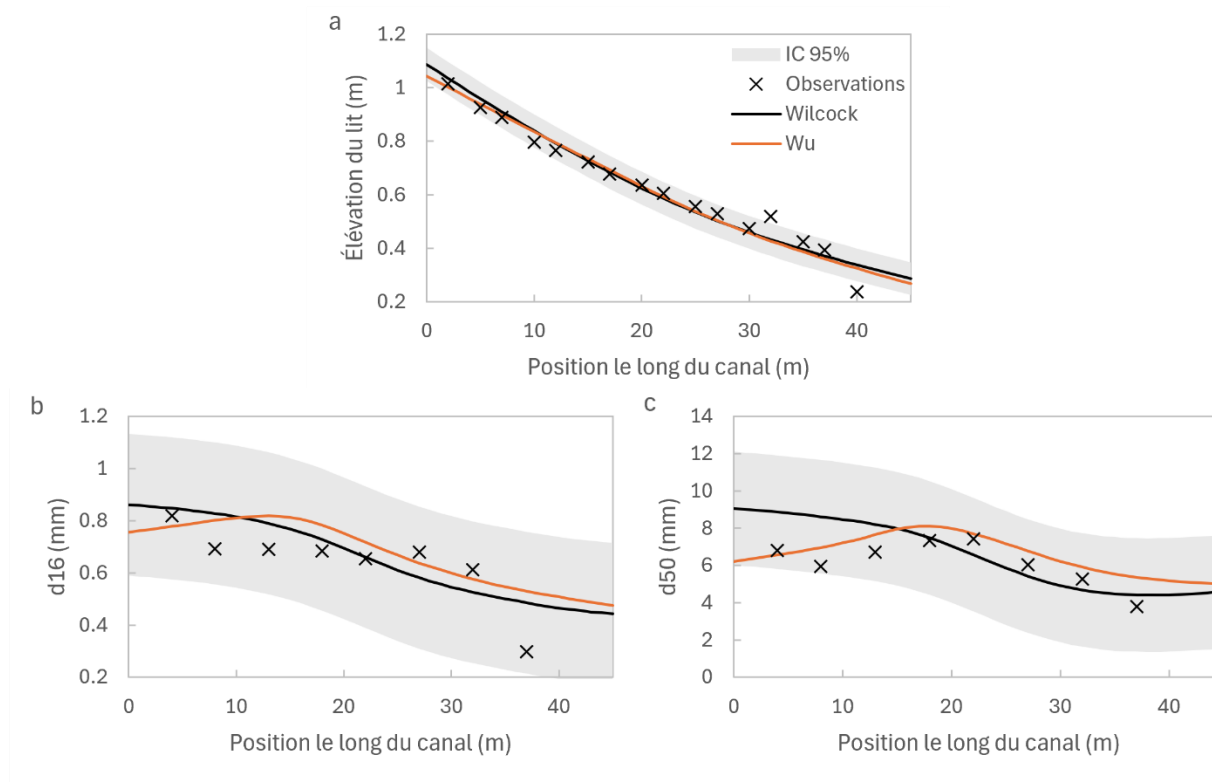 a
1.2
1
0.8
0.6
0.4
0.2
Élévation du lit (m)
IC 95%
Observations
Wilcock
Wu
0 10 20 30 40
Position le long du canal (m)
b
1.2
1
0.8
0.6
0.4
0.2
d16 (mm)
0 10 20 30 40
Position le long du canal (m)
c
14
12
10
8
6
4
2
0
d50 (mm)
0 10 20 30 40
Position le long du canal (m)